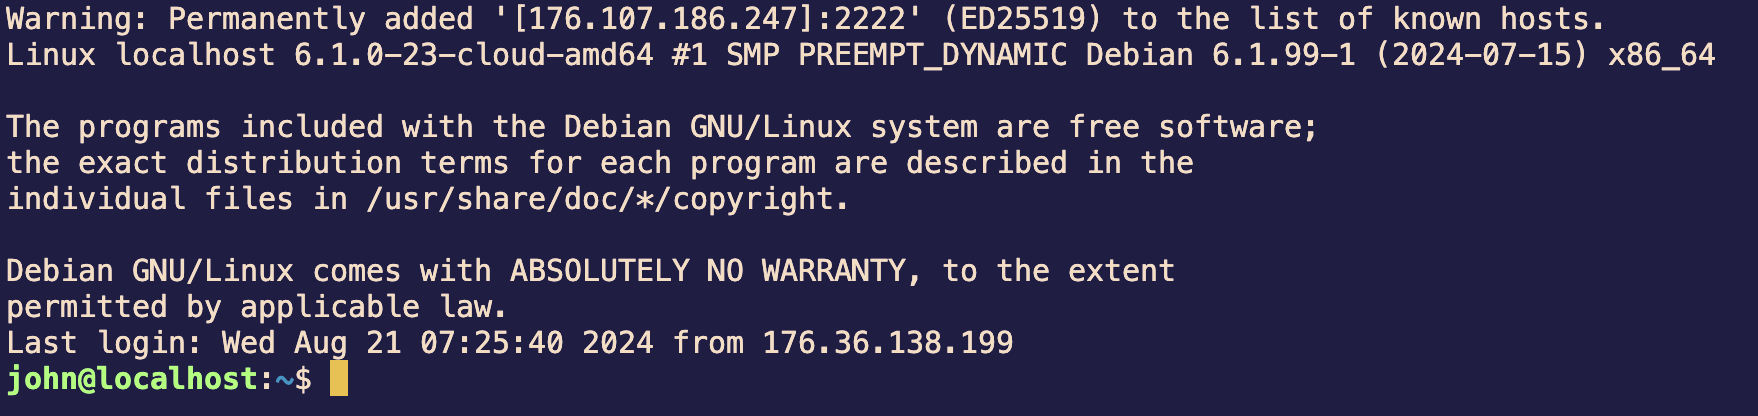 Warning: Permanently added '[176.107.186.247]:2222' (ED25519) to the list of known hosts.
Linux localhost 6.1.0-23-cloud-amd64 #1 SMP PREEMPT_DYNAMIC Debian 6.1.99-1 (2024-07-15) x86_64
The programs included with the Debian GNU/Linux system are free software;
the exact distribution terms for each program are described in the
individual files in /usr/share/doc/*/copyright.
Debian GNU/Linux comes with ABSOLUTELY NO WARRANTY, to the extent
permitted by applicable law.
Last login: Wed Aug 21 07:25:40 2024 from 176.36.138.199
john@localhost:~$